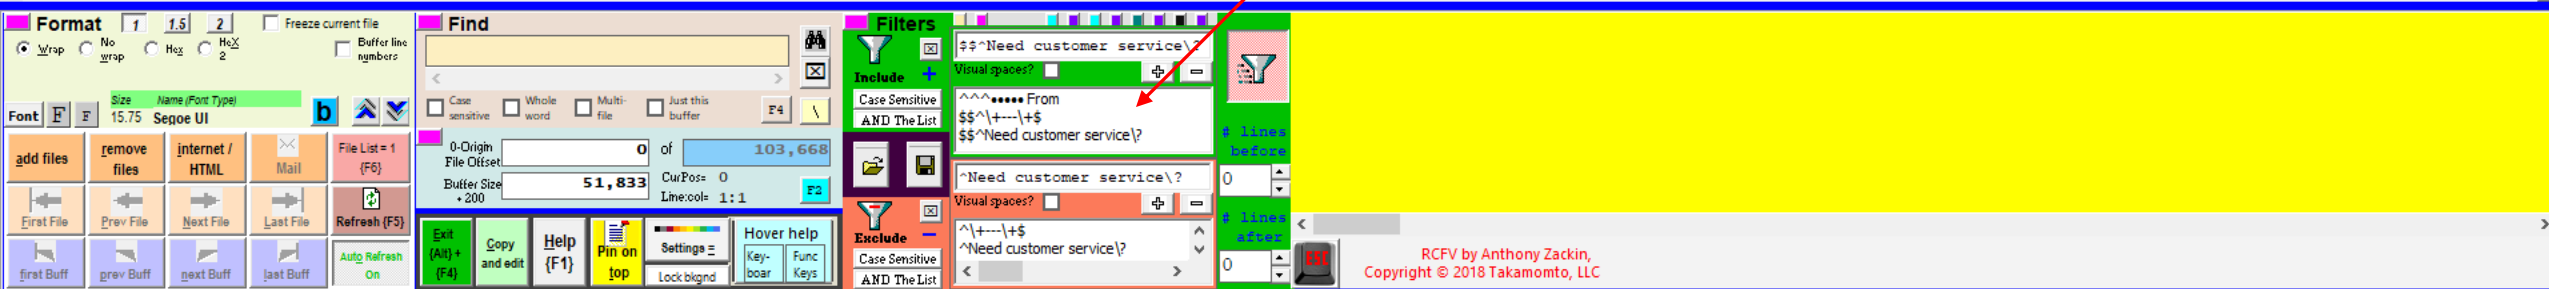 Format 1 1.5 2 Freeze current file
Wrap No wrap Hex HeX 2 Buffer line numbers
Size Name (Font Type)
Font F F 15.75 Segoe UI b
add files remove files internet / HTML Mail File List = 1 {F6}
First File Prev File Next File Last File Refresh {F5}
first Buff prev Buff next Buff last Buff Auto Refresh On
Find
Case sensitive Whole word Multi-file Just this buffer F4 \
0-Origin File Offset 0 of 103,668
Buffer Size +200 51,833 CurPos= 0 Line:col= 1:1 F2
Exit {Alt} + {F4} Copy and edit Help {F1} Pin on top Settings = Lock bkgnd Hover help Key-boar Func Keys
Filters
Include +
Case Sensitive
AND The List
$$^Need customer service\?
Visual spaces? + -
^^^••••• From
$$^\+---\+$
$$^Need customer service\?
Exclude -
Case Sensitive
AND The List
^Need customer service\?
Visual spaces? + -
^\+---\+$
^Need customer service\?
# lines before
0
# lines after
0
ESC
RCFV by Anthony Zackin,
Copyright © 2018 Takamomto, LLC